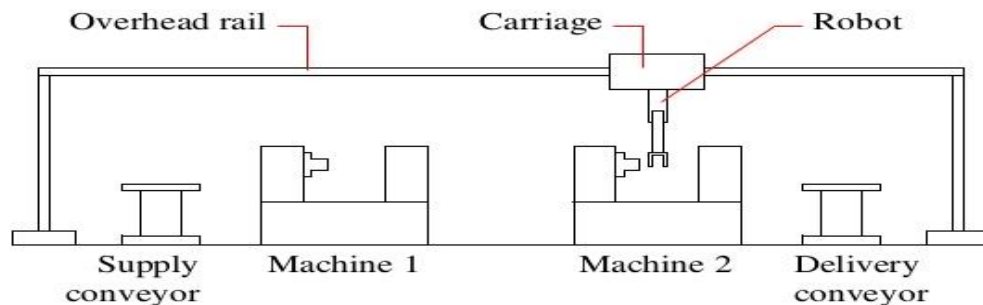 Overhead rail
Carriage
Robot
Supply
conveyor
Machine 1
Machine 2
Delivery
conveyor